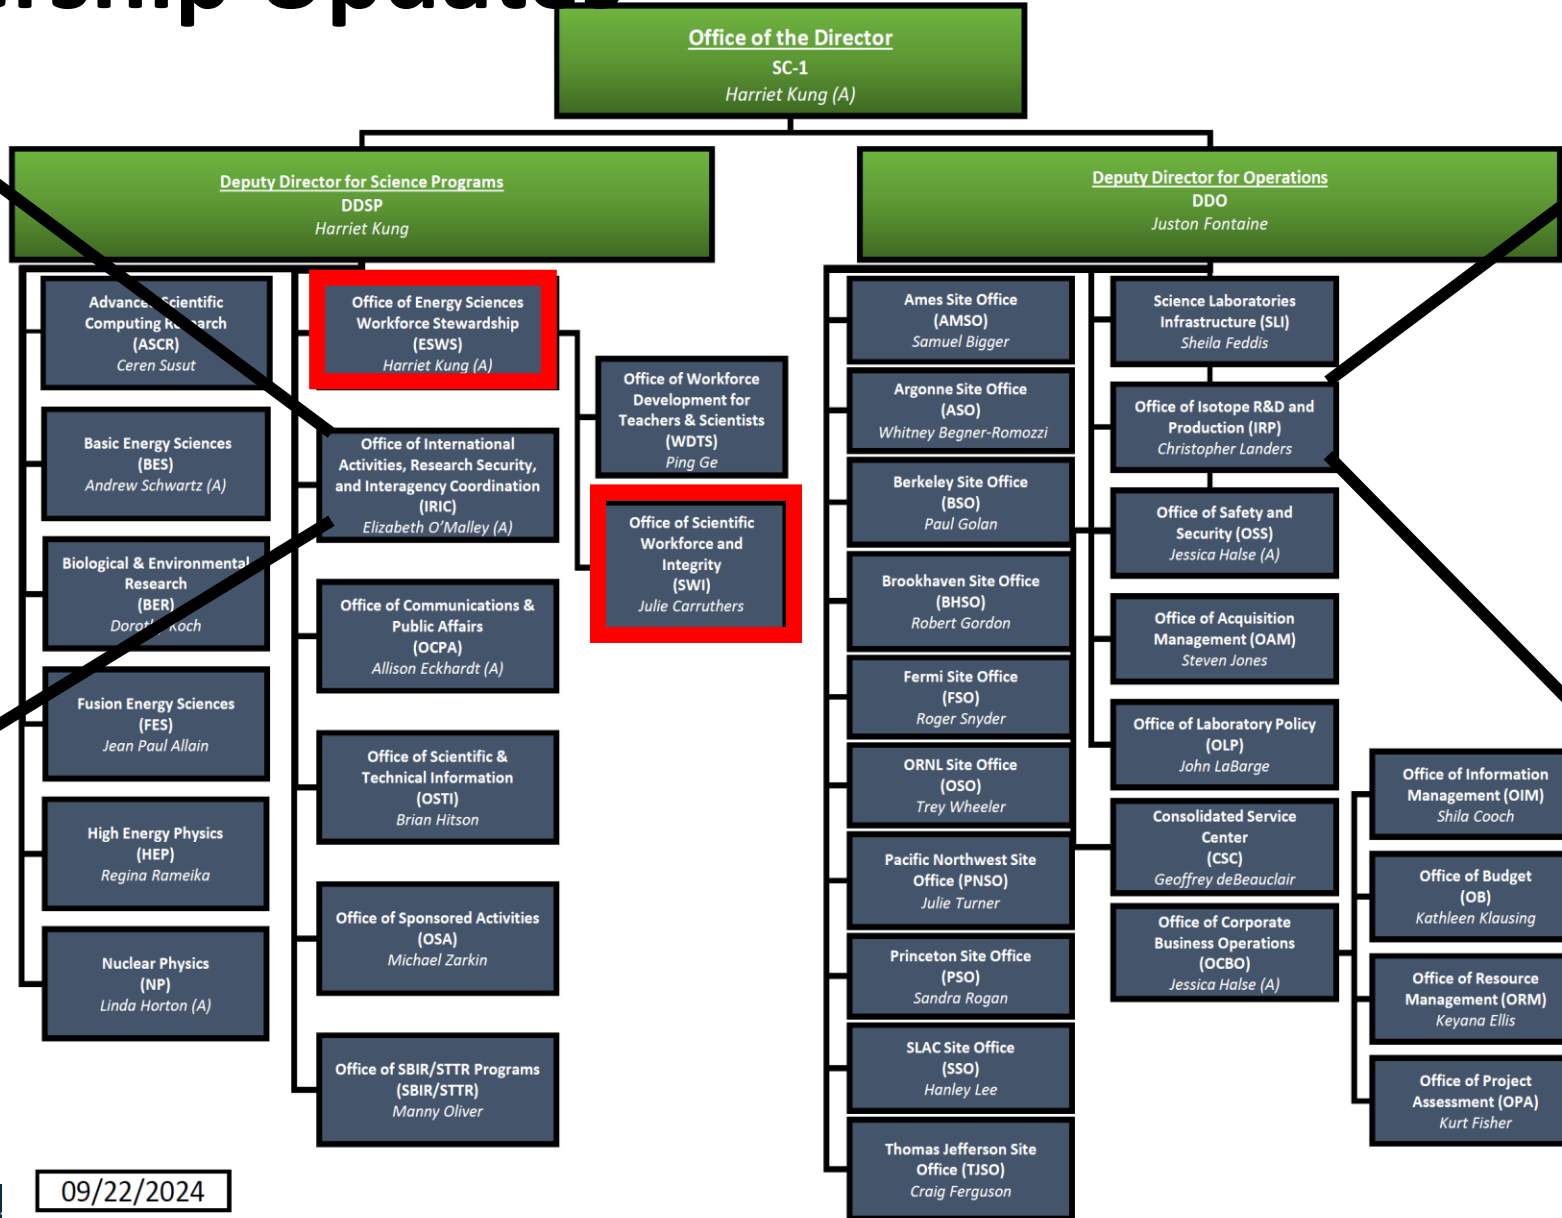 Updates
Office of the Director
SC-1
Harriet Kung (A)
Deputy Director for Science Programs
DDSP
Harriet Kung
Deputy Director for Operations
DDO
Juston Fontaine
Advanced Scientific
Computing Research
(ASCR)
Ceren Susut
Basic Energy Sciences
(BES)
Andrew Schwartz (A)
Biological & Environmental
Research
(BER)
Dorothy Koch
Fusion Energy Sciences
(FES)
Jean Paul Allain
High Energy Physics
(HEP)
Regina Rameika
Nuclear Physics
(NP)
Linda Horton (A)
Office of Energy Sciences
Workforce Stewardship
(ESWS)
Harriet Kung (A)
Office of International
Activities, Research Security,
and Interagency Coordination
(IRIC)
Elizabeth O’Malley (A)
Office of Communications &
Public Affairs
(OCPA)
Allison Eckhardt (A)
Office of Scientific &
Technical Information
(OSTI)
Brian Hitson
Office of Sponsored Activities
(OSA)
Michael Zarkin
Office of SBIR/STTR Programs
(SBIR/STTR)
Manny Oliver
Office of Workforce
Development for
Teachers & Scientists
(WDTS)
Ping Ge
Office of Scientific
Workforce and
Integrity
(SWI)
Julie Carruthers
Ames Site Office
(AMSO)
Samuel Bigger
Argonne Site Office
(ASO)
Whitney Begner-Romozzi
Berkeley Site Office
(BSO)
Paul Golan
Brookhaven Site Office
(BHSO)
Robert Gordon
Fermi Site Office
(FSO)
Roger Snyder
ORNL Site Office
(OSO)
Trey Wheeler
Pacific Northwest Site
Office (PNSO)
Julie Turner
Princeton Site Office
(PSO)
Sandra Rogan
SLAC Site Office
(SSO)
Hanley Lee
Thomas Jefferson Site
Office (TJSO)
Craig Ferguson
Science Laboratories
Infrastructure (SLI)
Sheila Feddis
Office of Isotope R&D and
Production (IRP)
Christopher Landers
Office of Safety and
Security (OSS)
Jessica Halse (A)
Office of Acquisition
Management (OAM)
Steven Jones
Office of Laboratory Policy
(OLP)
John LaBarge
Consolidated Service
Center
(CSC)
Geoffrey deBeauclair
Office of Corporate
Business Operations
(OCBO)
Jessica Halse (A)
Office of Information
Management (OIM)
Shila Cooch
Office of Budget
(OB)
Kathleen Klausing
Office of Resource
Management (ORM)
Keyana Ellis
Office of Project
Assessment (OPA)
Kurt Fisher
09/22/2024